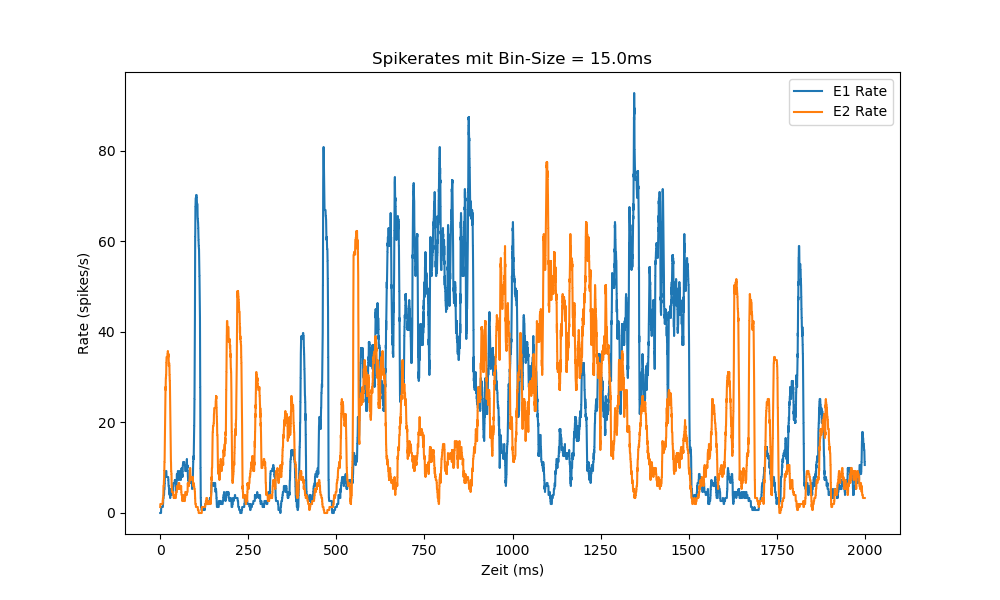 Spikerates mit Bin-Size = 15.0ms
E1 Rate
E2 Rate
Rate (spikes/s)
80
60
40
20
0
0 250 500 750 1000 1250 1500 1750 2000
Zeit (ms)